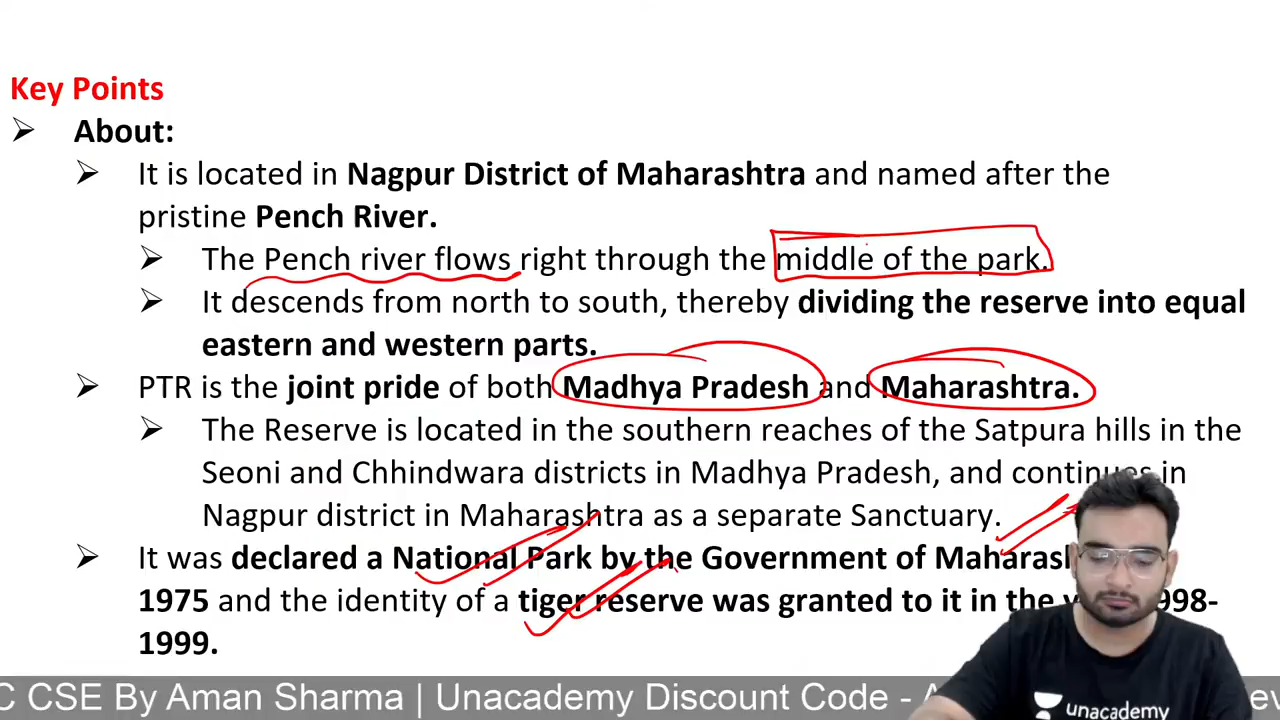 Key Points
➢ About:
➢ It is located in Nagpur District of Maharashtra and named after the
pristine Pench River.
➢ The Pench river flows right through the middle of the park.
➢ It descends from north to south, thereby dividing the reserve into equal
eastern and western parts.
➢ PTR is the joint pride of both Madhya Pradesh and Maharashtra.
➢ The Reserve is located in the southern reaches of the Satpura hills in the
Seoni and Chhindwara districts in Madhya Pradesh, and continues in
Nagpur district in Maharashtra as a separate Sanctuary.
➢ It was declared a National Park by the Government of
1975 and the identity of a tiger reserve was granted to it in the 998-
1999.
C CSE By Aman Sharma | Unacademy Discount Code -
unacademy